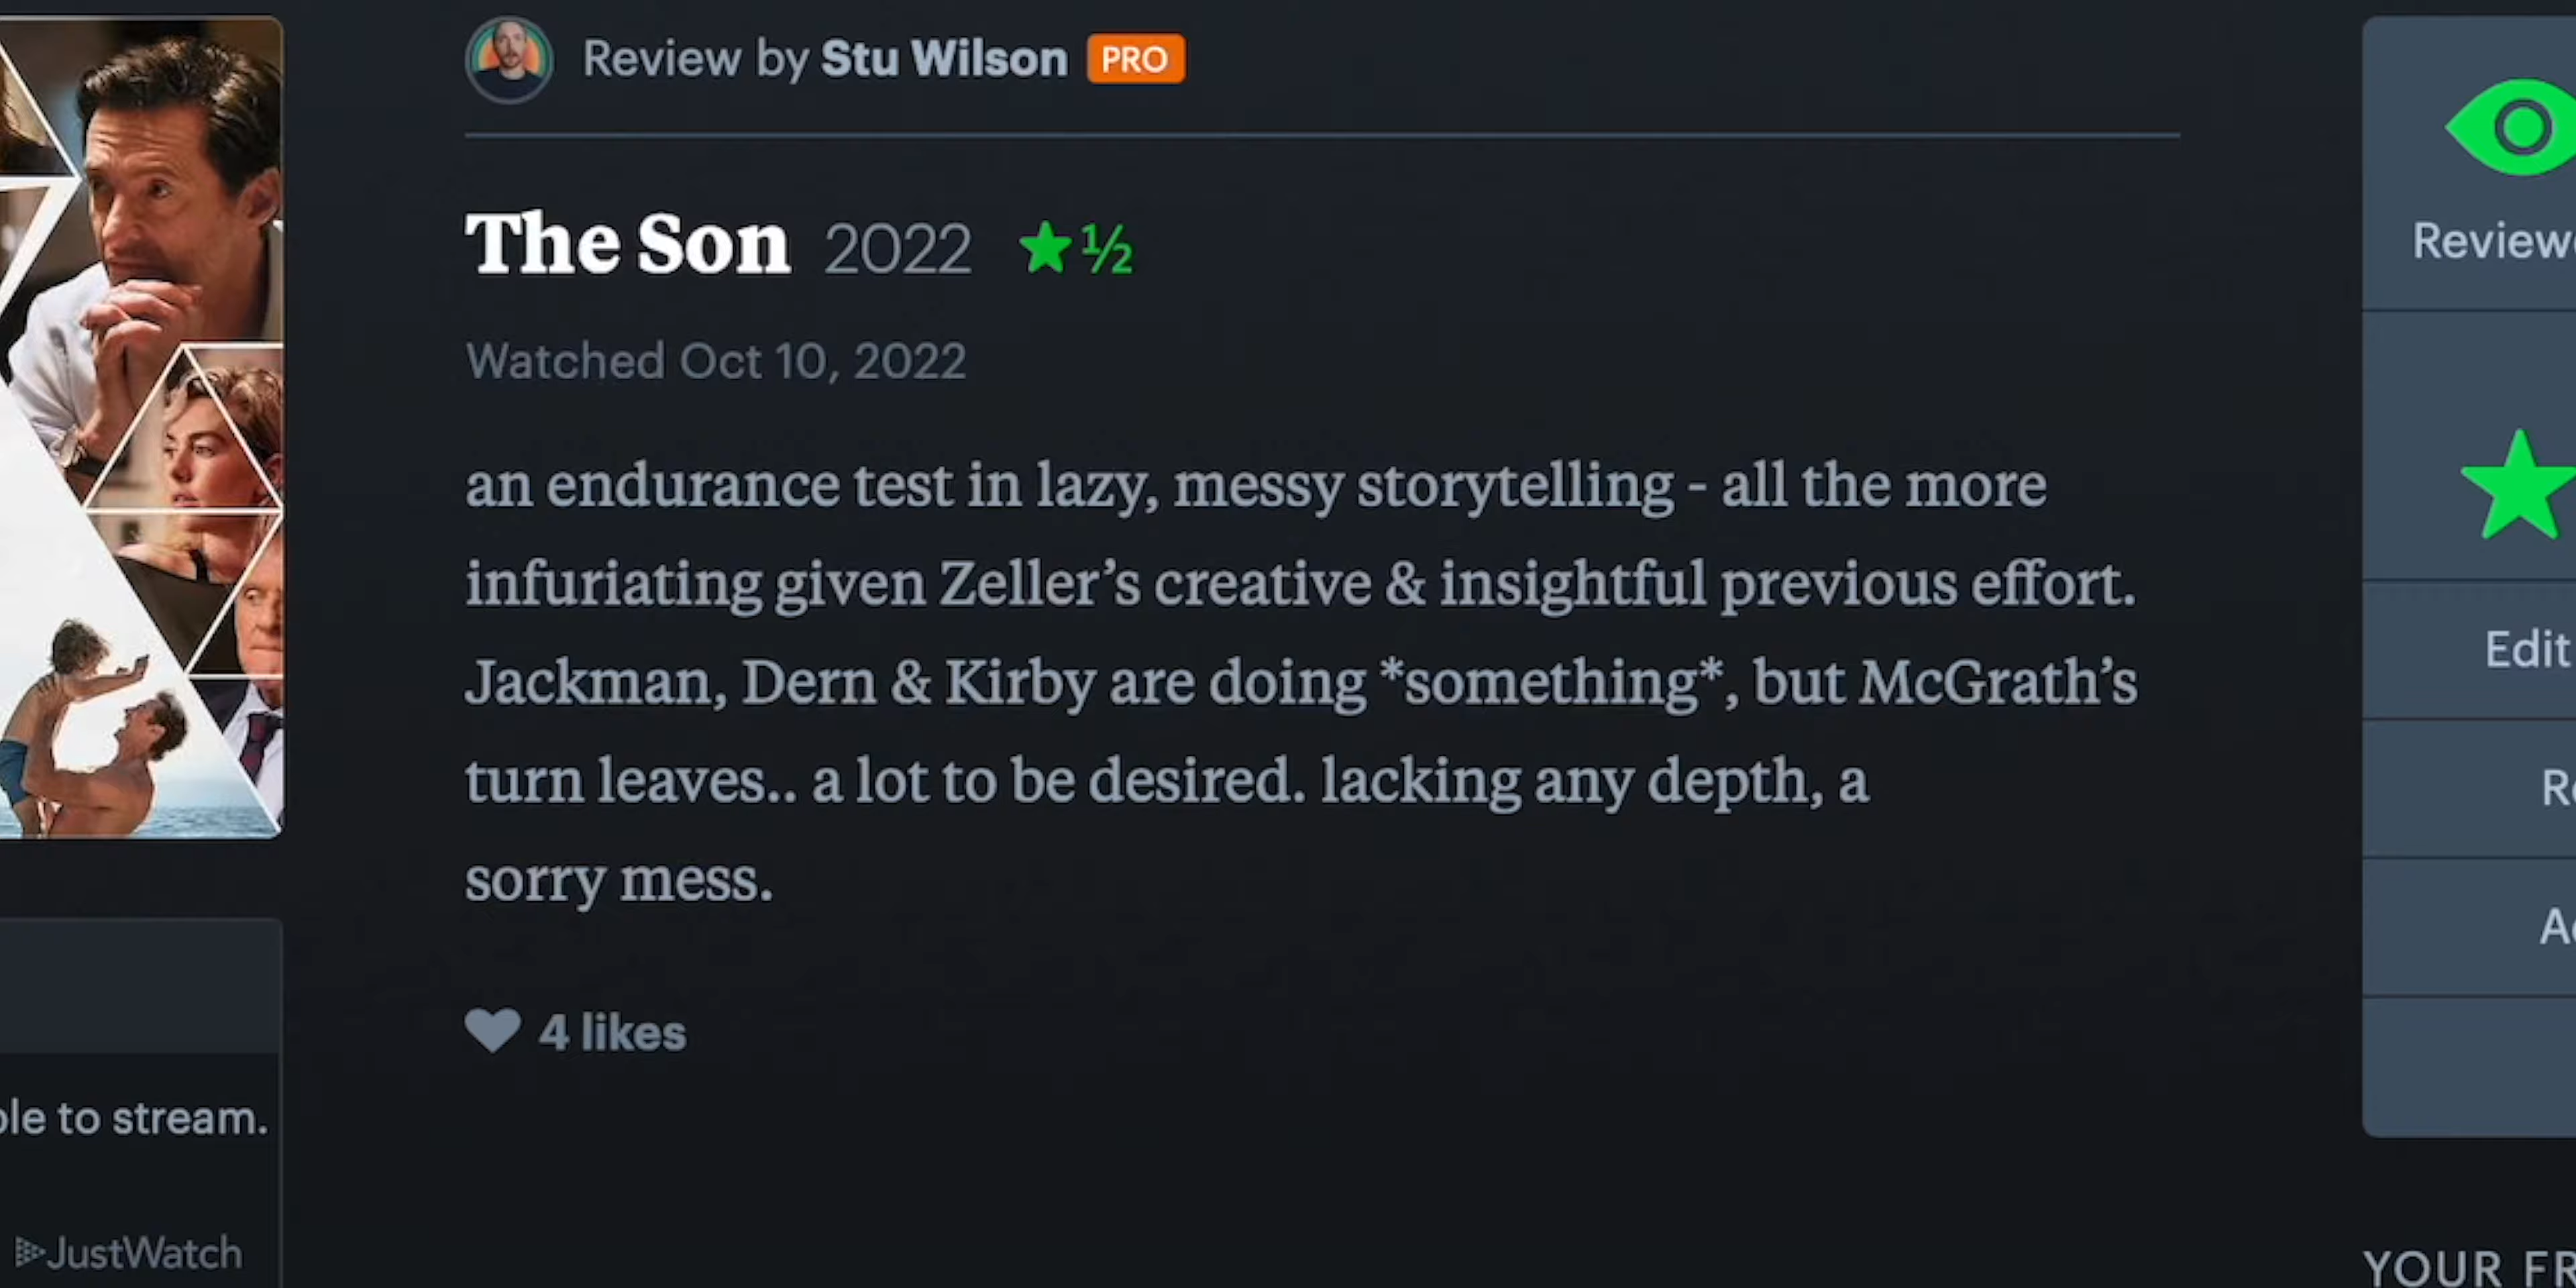 Review by Stu Wilson PRO
The Son 2022 ★½
Watched Oct 10, 2022
an endurance test in lazy, messy storytelling - all the more
infuriating given Zeller’s creative & insightful previous effort.
Jackman, Dern & Kirby are doing *something*, but McGrath’s
turn leaves.. a lot to be desired. lacking any depth, a
sorry mess.
4 likes
to stream.
JustWatch
Edit
YOUR